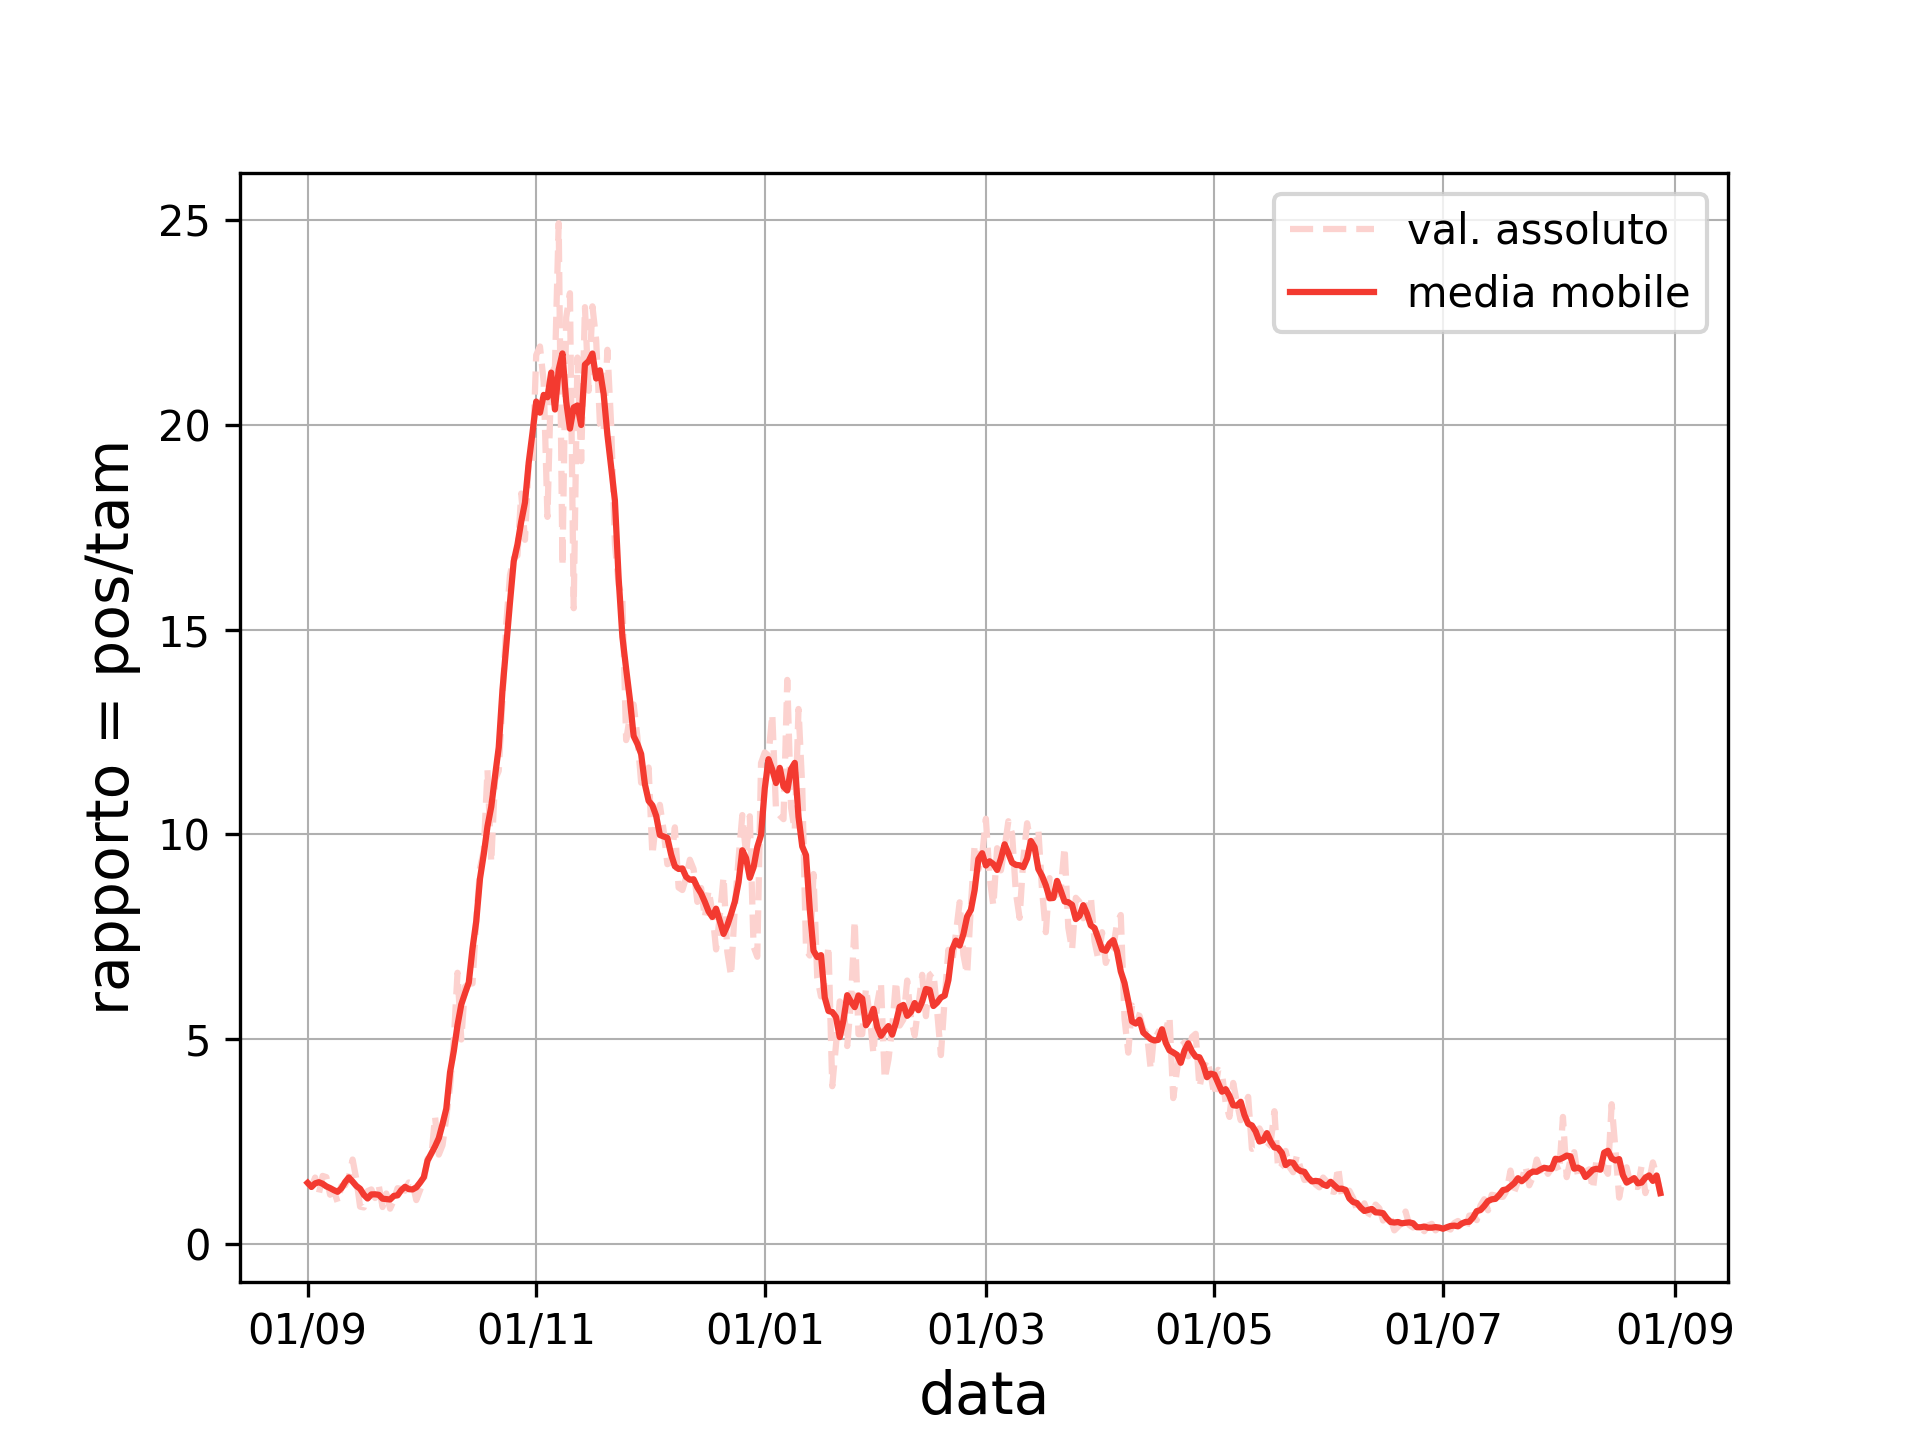 val. assoluto
media mobile
25
20
15
10
5
0
rapporto = pos/tam
01/09 01/11 01/01 01/03 01/05 01/07 01/09
data